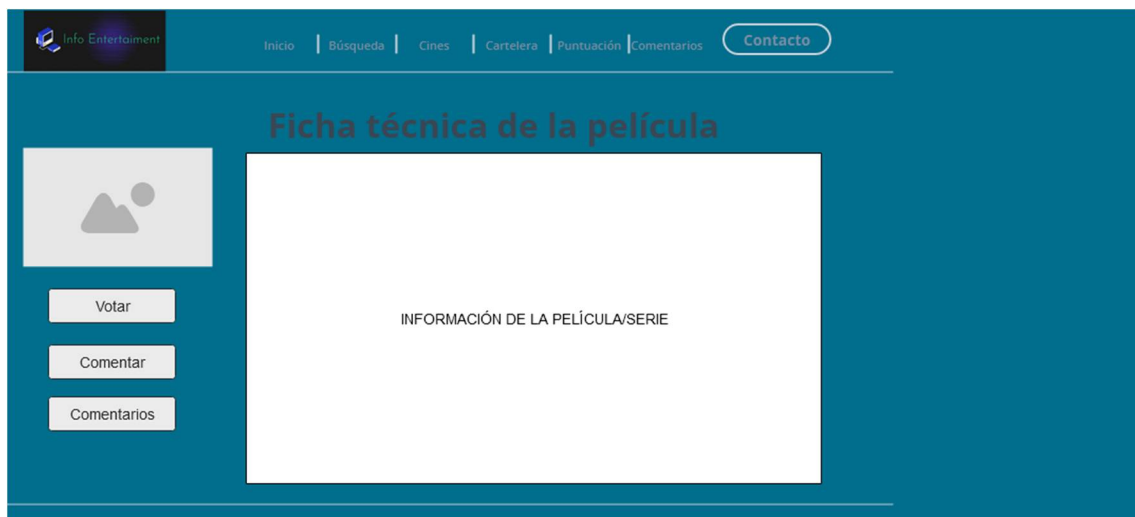 Info Entertaiment
Inicio Búsqueda Cines Cartelera Puntuación Comentarios Contacto
Ficha técnica de la película
Votar
Comentar
Comentarios
INFORMACIÓN DE LA PELÍCULA/SERIE